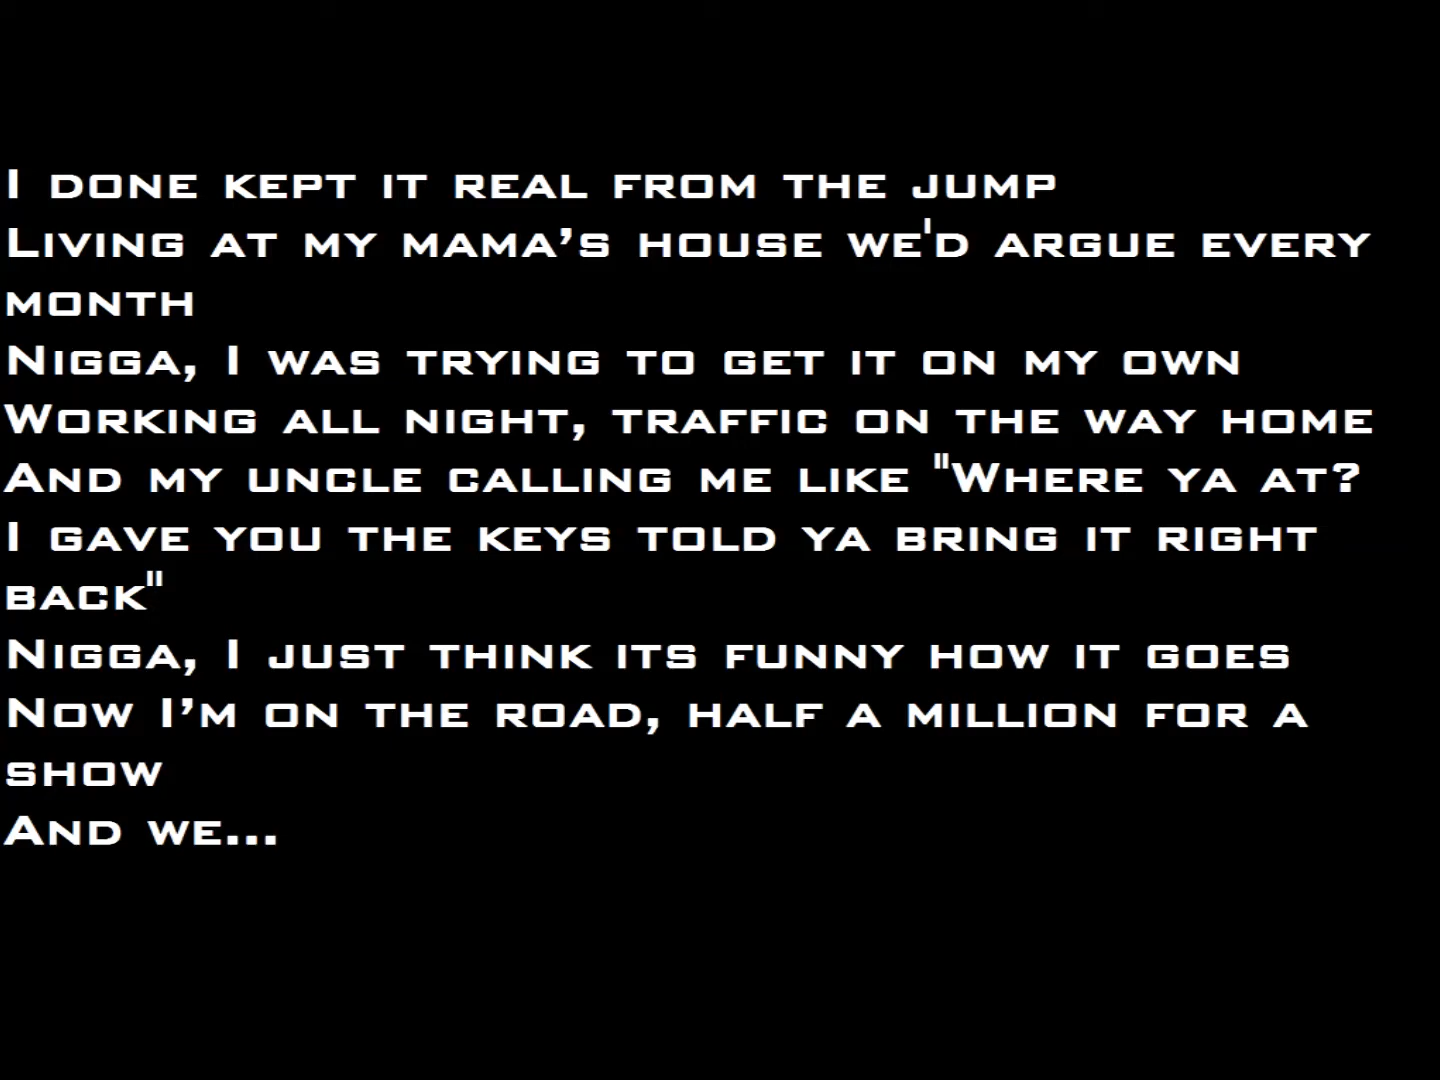 I done kept it real from the jump
Living at my mama’s house we'd argue every
month
Nigga, I was trying to get it on my own
Working all night, traffic on the way home
And my uncle calling me like "Where ya at?
I gave you the keys told ya bring it right
back"
Nigga, I just think its funny how it goes
Now I’m on the road, half a million for a
show
And we...